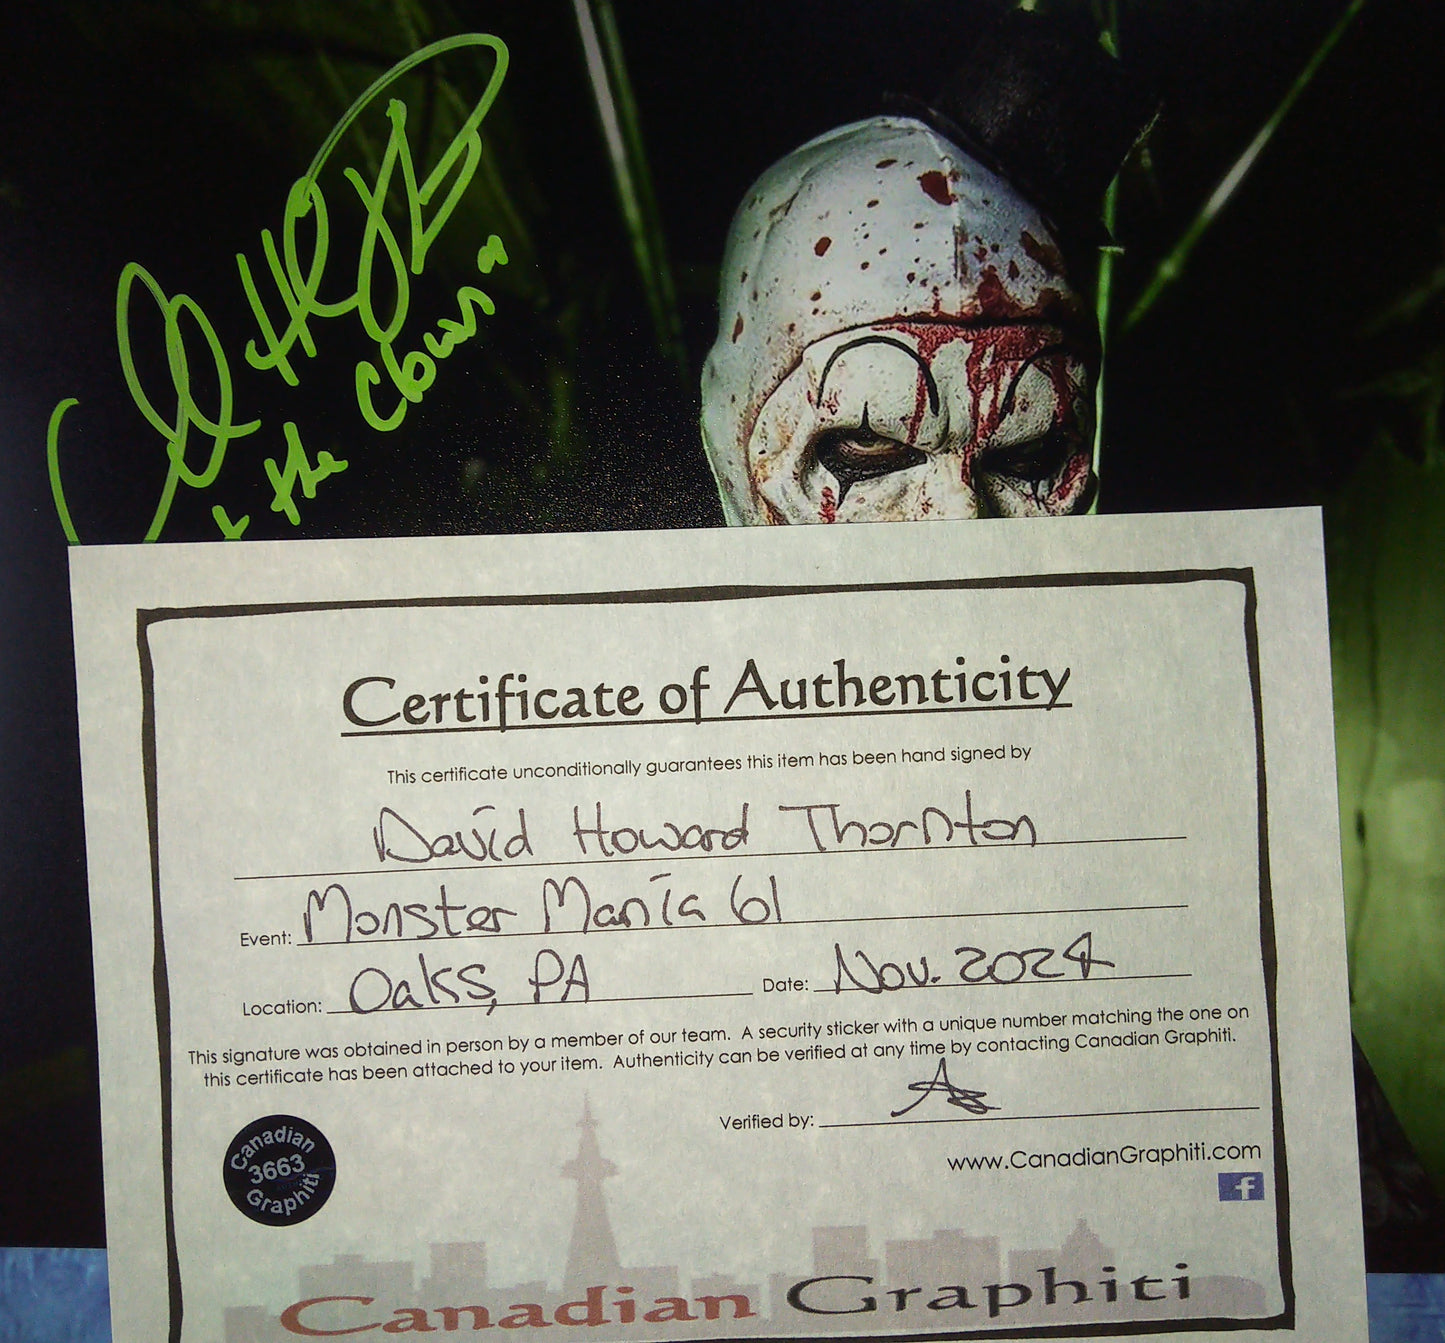 the Clown"
Certificate of Authenticity
This certificate unconditionally guarantees this item has been hand signed by
David Howard Thornton
Event: Monster Mania 61
Location: Oaks, PA Date: Nov. 2024
This signature was obtained in person by a member of our team. A security sticker with a unique number matching the one on
this certificate has been attached to your item. Authenticity can be verified at any time by contacting Canadian Graphiti.
Verified by:
www.CanadianGraphiti.com
f
Canadian
3663
Graphiti
Canadian Graphiti